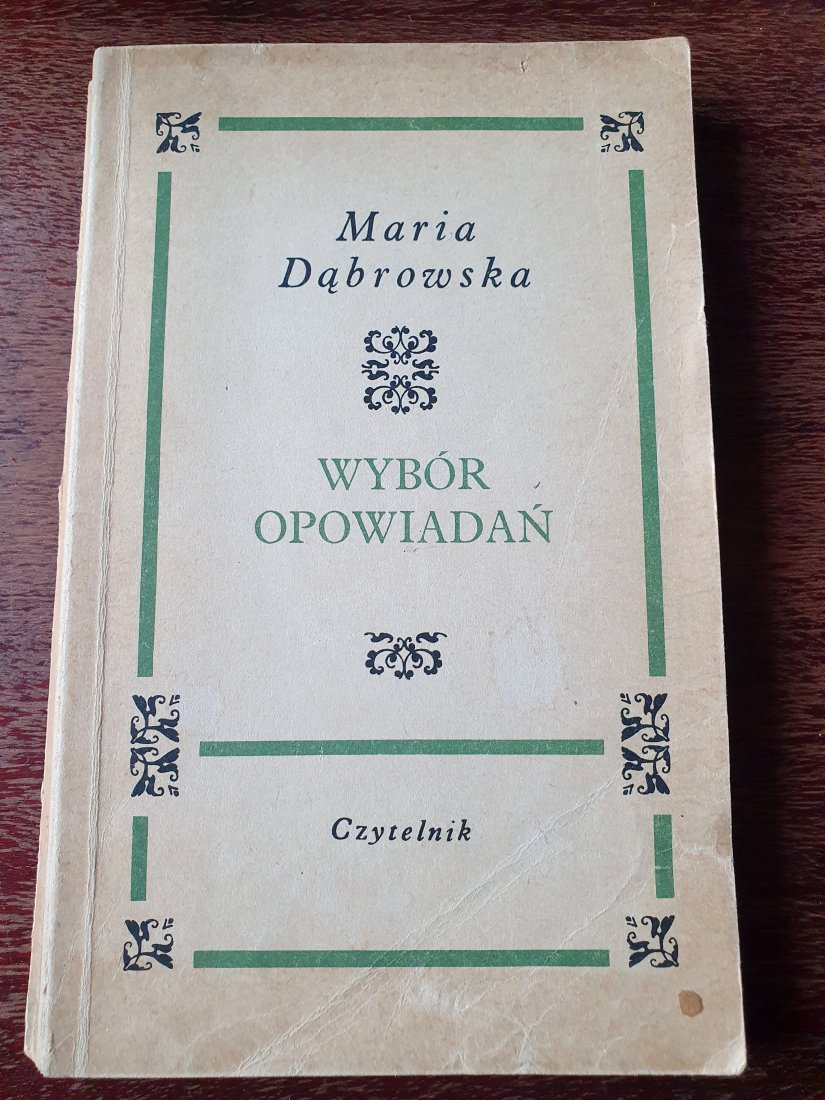 Maria
Dąbrowska
WYBÓR
OPOWIADAŃ
Czytelnik